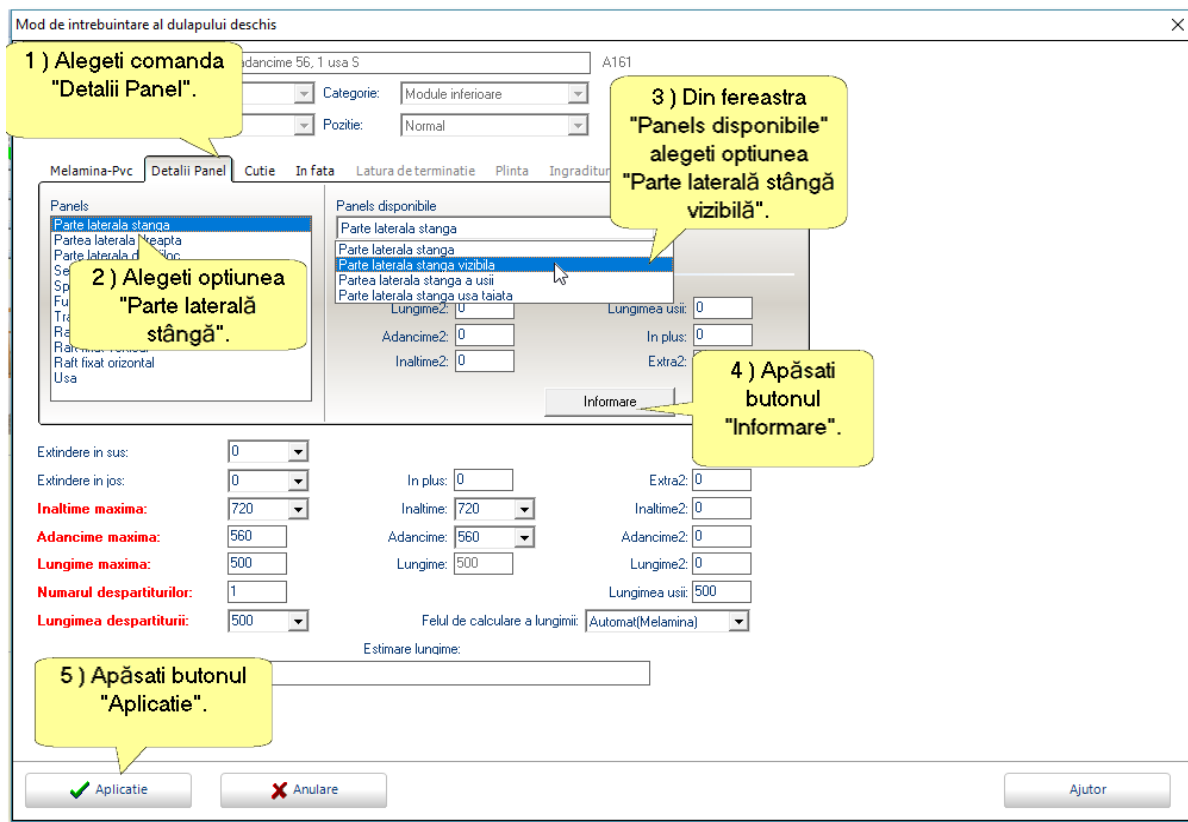 Mod de intrebuintare al dulapului deschis
1 ) Alegeti comanda
"Detalii Panel".
adancime 56, 1 usa S
A161
Categorie:
Module inferioare
Pozitie:
Normal
3 ) Din fereastra
"Panels disponibile"
alegeti optiunea
"Parte laterală stângă
vizibilă".
Melamina-Pvc Detalii Panel Cutie In fata Latura de terminatie Plinta Ingraditur
Panels
Parte laterala stanga
Partea laterala
Parte laterala
Raft fixat orizontal
Usa
2 ) Alegeti optiunea
"Parte laterală
stângă".
Panels disponibile
Parte laterala stanga
Parte laterala stanga
Parte laterala stanga vizibila
Partea laterala stanga a usii
Parte laterala stanga usa taiata
Lungime2: 0 Lungimea usii: 0
Adancime2: 0 In plus: 0
Inaltime2: 0 Extra2:
Informare
4 ) Apăsati
butonul
"Informare".
Extindere in sus: 0
Extindere in jos: 0 In plus: 0 Extra2: 0
Inaltime maxima: 720 Inaltime: 720 Inaltime2: 0
Adancime maxima: 560 Adancime: 560 Adancime2: 0
Lungime maxima: 500 Lungime: 500 Lungime2: 0
Numarul despartiturilor: 1 Lungimea usii: 500
Lungimea despartiturii: 500 Felul de calculare a lungimii: Automat(Melamina)
Estimare lungime:
5 ) Apăsati butonul
"Aplicatie".
Aplicatie Anulare Ajutor